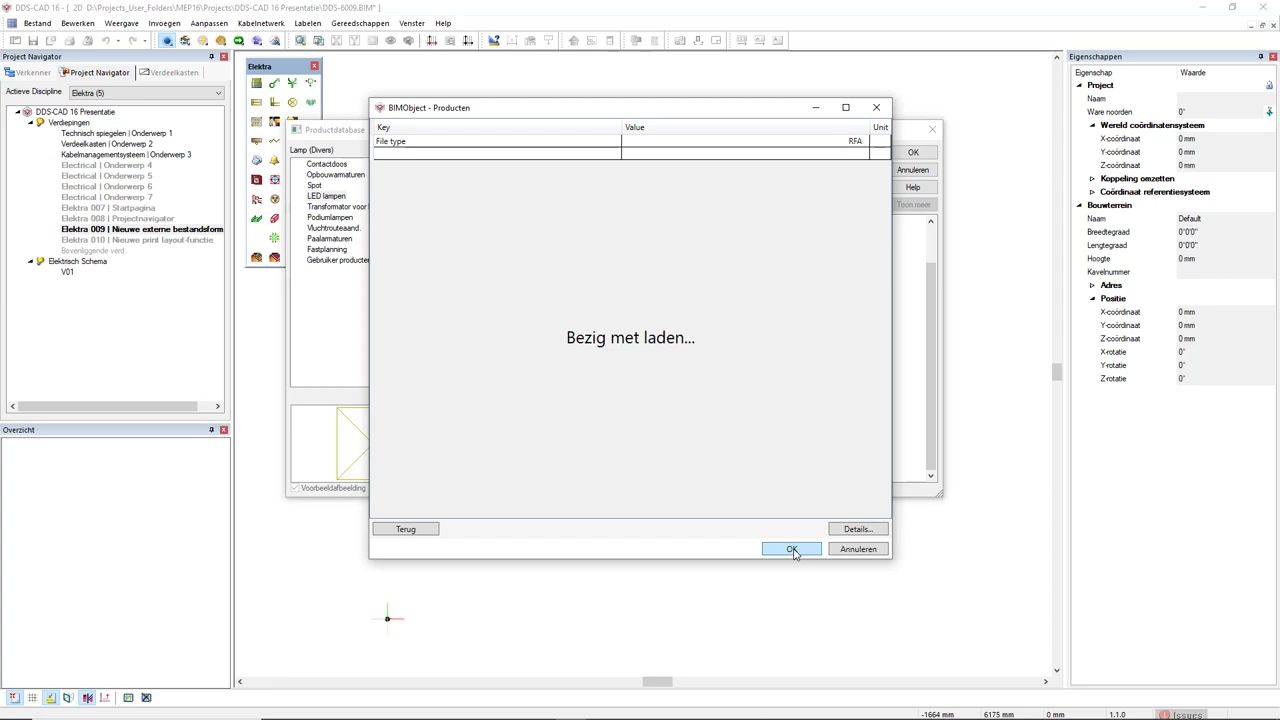 DDS-CAD 16 - [ 2D D:\Projects_User_Folders\MEP16\Projects\DDS-CAD 16 Presentatie\DDS-6009.BIM* ]
Bestand Bewerken Weergave Invoegen Aanpassen Kabelnetwerk Labelen Gereedschappen Venster Help
Project Navigator
Verkenner Project Navigator Verdeelkasten
Actieve Discipline Elektra (5)
DDS-CAD 16 Presentatie
Verdiepingen
Technisch spiegelen | Onderwerp 1
Verdeelkasten | Onderwerp 2
Kabelmanagementsysteem | Onderwerp 3
Electrical | Onderwerp 4
Electrical | Onderwerp 5
Electrical | Onderwerp 6
Electrical | Onderwerp 7
Elektra 007 | Startpagina
Elektra 008 | Projectnavigator
Elektra 009 | Nieuwe externe bestandsform
Elektra 010 | Nieuwe print layout-functie
Bovenliggende verd.
Elektrisch Schema
V01
Overzicht
Elektra
Productdatabase
Lamp (Divers)
Contactdoos
Opbouwarmaturen
Spot
LED lampen
Transformator voor l
Podiumlampen
Vluchtrouteaand.
Paalarmaturen
Fastplanning
Gebruiker producten
Voorbeeldafbeelding
OK
Annuleren
Help
Toon meer
BIMObject - Producten
Key Value Unit
File type RFA
Bezig met laden...
Terug Details...
OK Annuleren
Eigenschappen
Eigenschap Waarde
Project
Naam
Ware noorden 0°
Wereld coördinatensysteem
X-coördinaat 0 mm
Y-coördinaat 0 mm
Z-coördinaat 0 mm
Koppeling omzetten
Coördinaat referentiesysteem
Bouwterrein
Naam Default
Breedtegraad 0°0'0"
Lengtegraad 0°0'0"
Hoogte 0 mm
Kavelnummer
Adres
Positie
X-coördinaat 0 mm
Y-coördinaat 0 mm
Z-coördinaat 0 mm
X-rotatie 0°
Y-rotatie 0°
Z-rotatie 0°
-1664 mm 6175 mm 0 mm 1.1.0 Issues